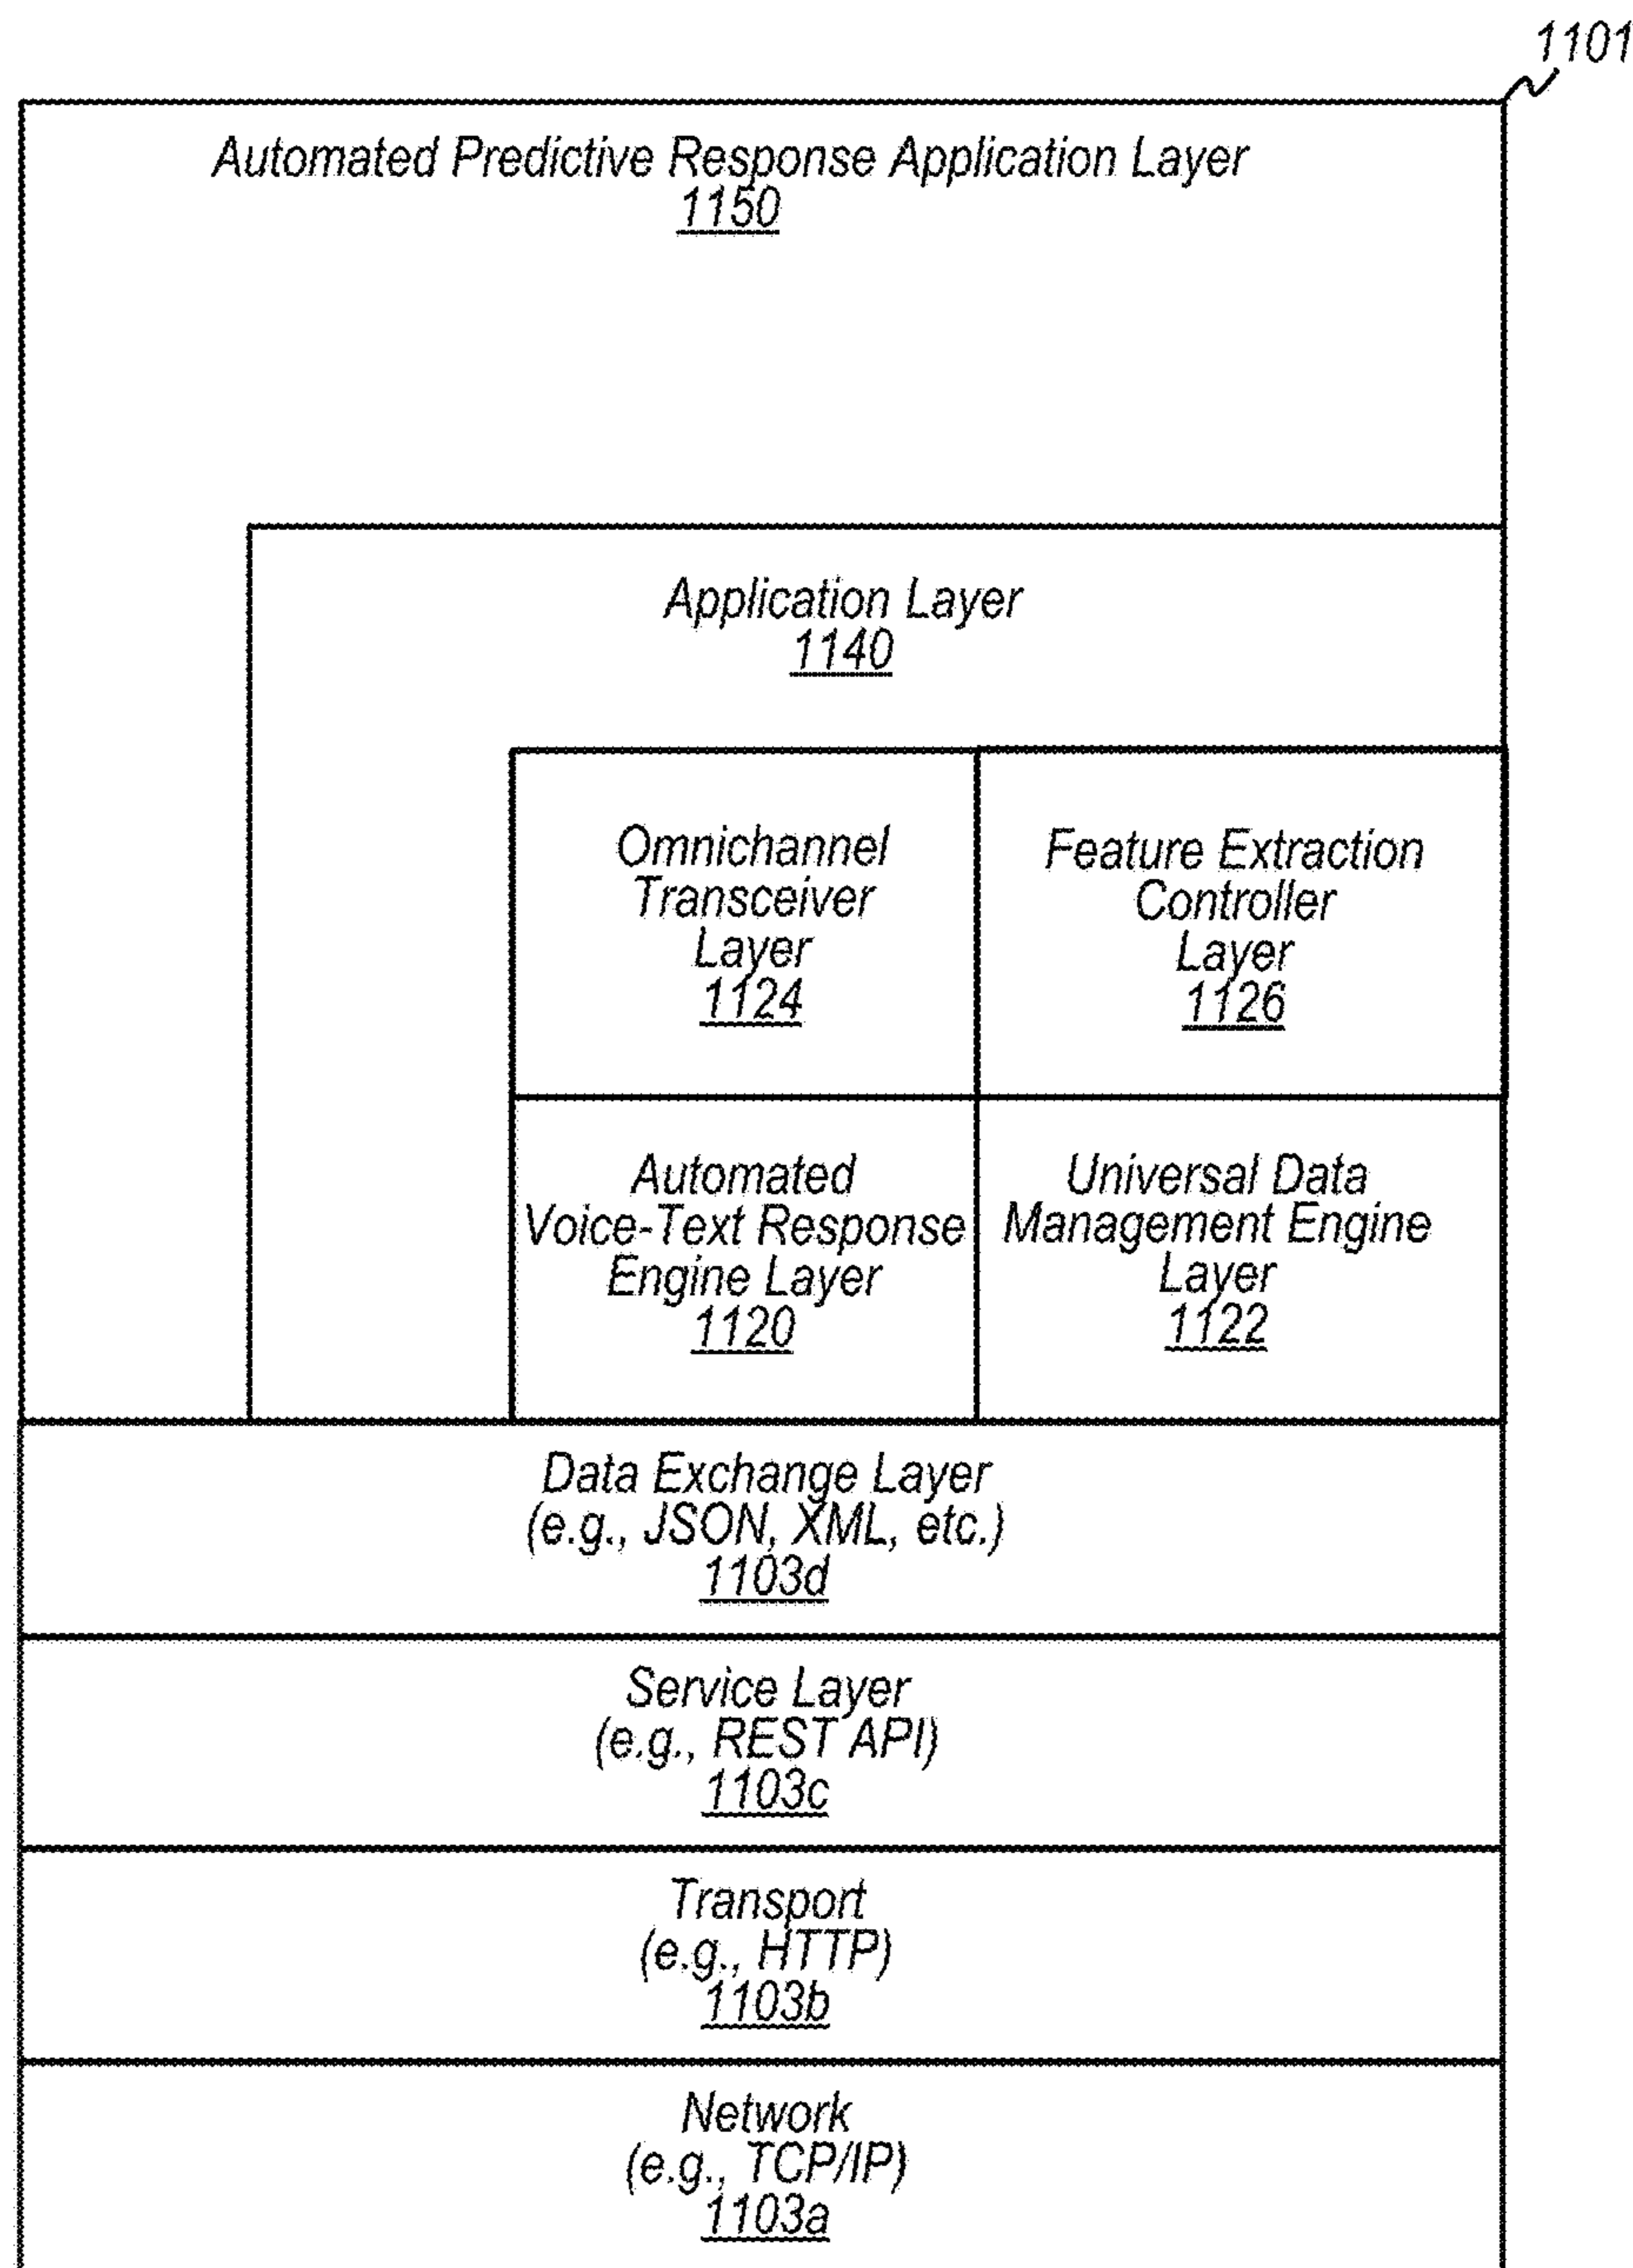 1101
Automated Predictive Response Application Layer
1150
Application Layer
1140
Omnichannel
Transceiver
Layer
1124
Feature Extraction
Controller
Layer
1126
Automated
Voice-Text Response
Engine Layer
1120
Universal Data
Management Engine
Layer
1122
Data Exchange Layer
(e.g., JSON, XML, etc.)
1103d
Service Layer
(e.g., REST API)
1103c
Transport
(e.g., HTTP)
1103b
Network
(e.g., TCP/IP)
1103a